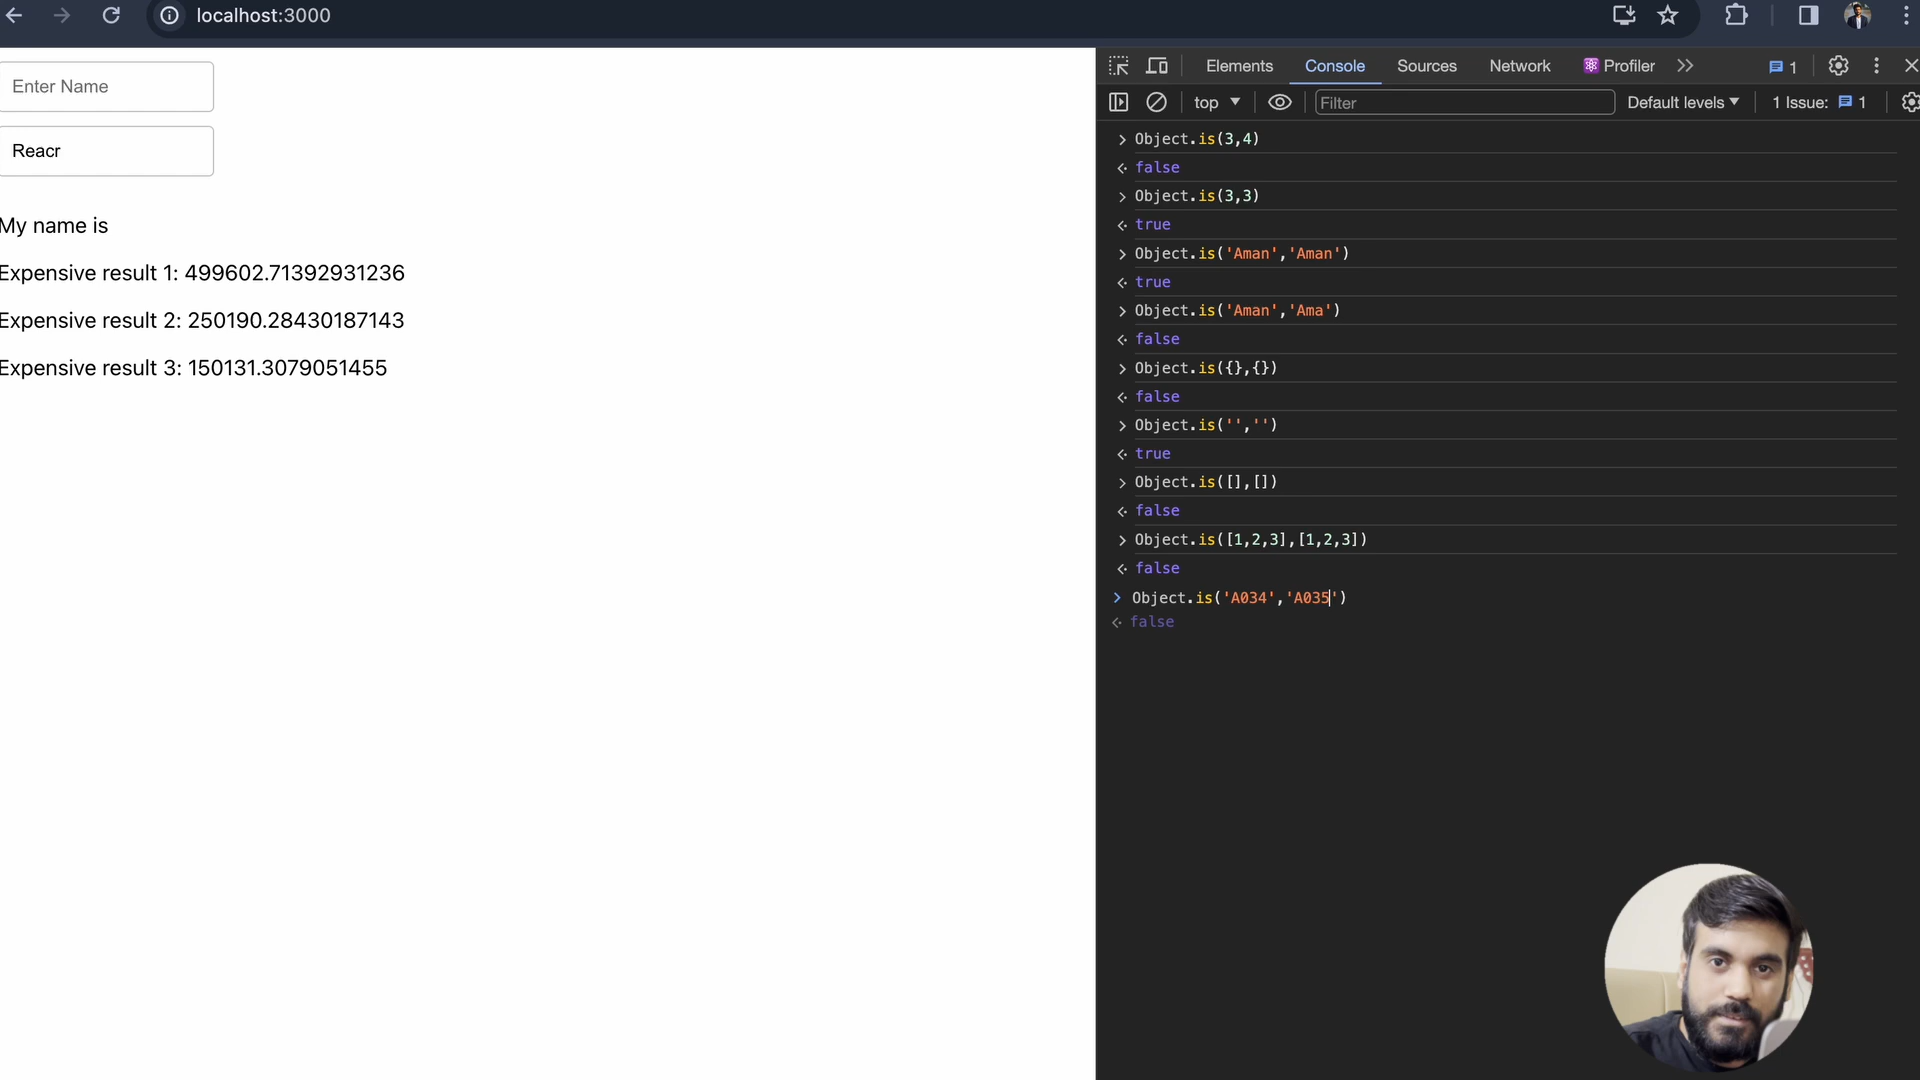 localhost:3000
Enter Name
Reacr
My name is
Expensive result 1: 499602.71392931236
Expensive result 2: 250190.28430187143
Expensive result 3: 150131.3079051455
Elements Console Sources Network Profiler 1
top Filter Default levels 1 Issue: 1
Object.is(3,4)
false
Object.is(3,3)
true
Object.is('Aman','Aman')
true
Object.is('Aman','Ama')
false
Object.is({},{})
false
Object.is('','')
true
Object.is([],[])
false
Object.is([1,2,3],[1,2,3])
false
Object.is('A034','A035')
false